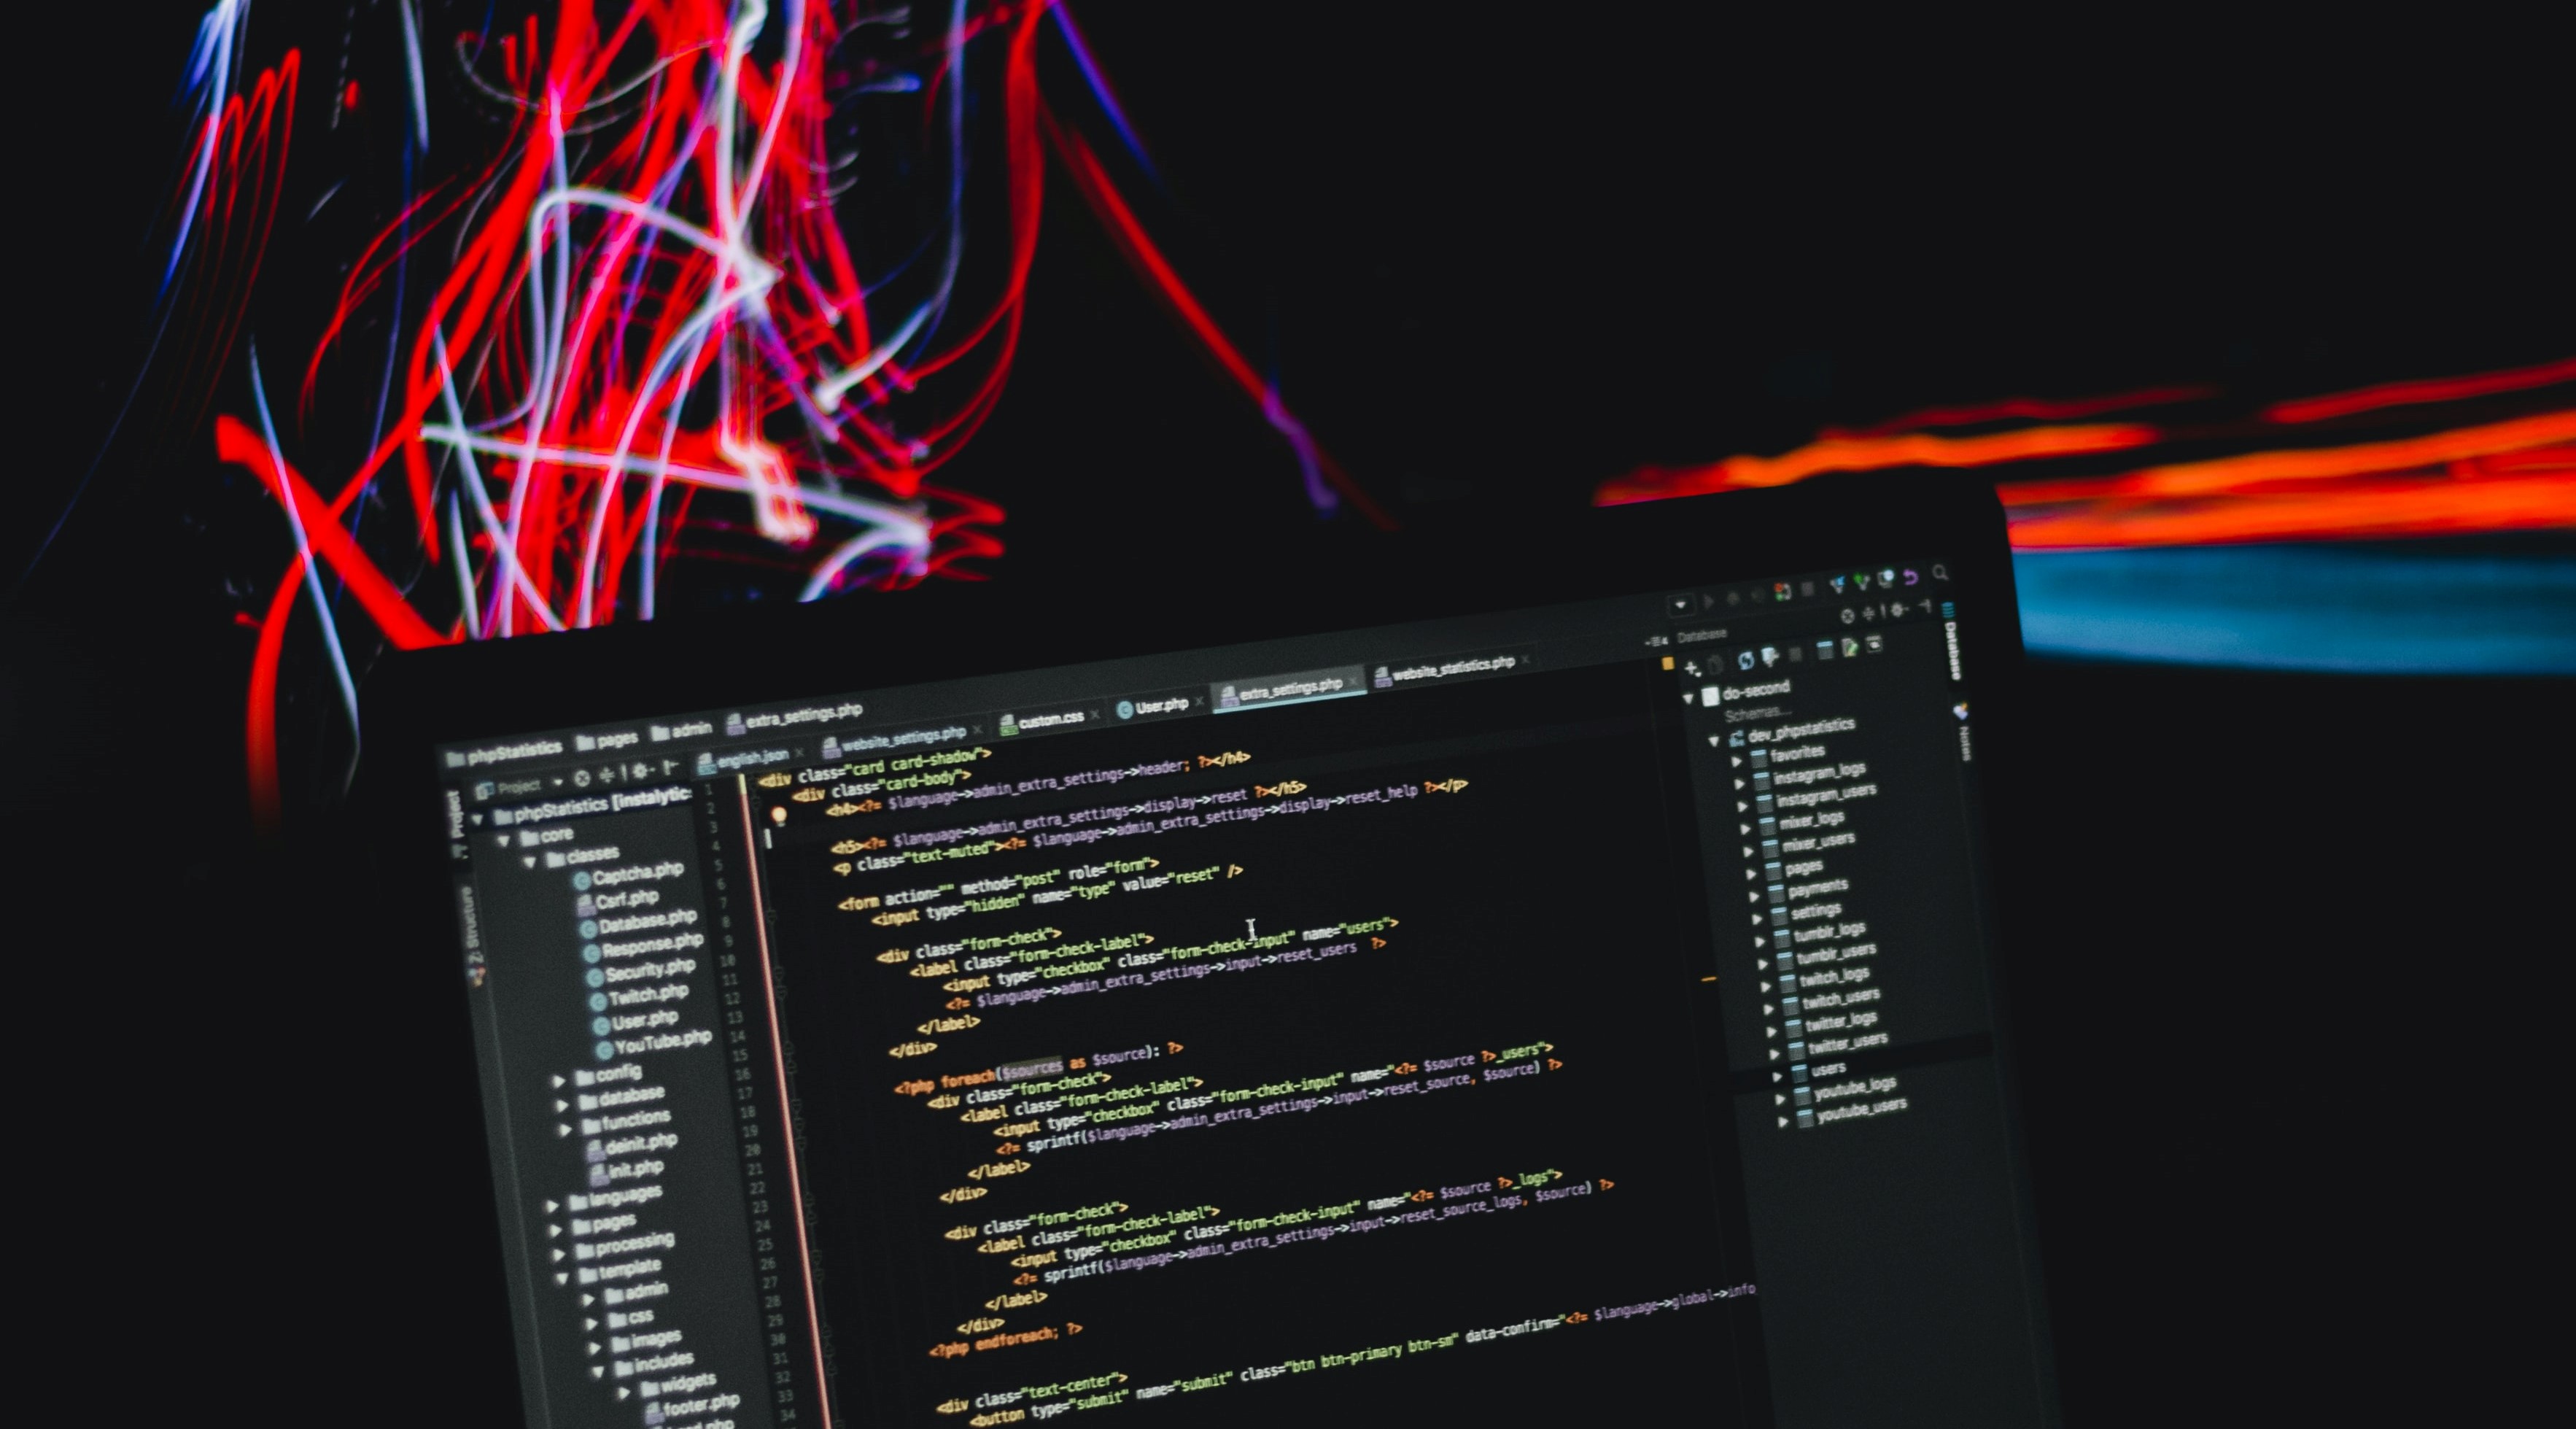 phpStatistics pages admin extra_settings.php
english.json website_settings.php custom.css User.php extra_settings.php website_statistics.php
Project
Project
phpStatistics [instalytic
core
classes
Captcha.php
Csrf.php
Database.php
Response.php
Security.php
Twitch.php
User.php
YouTube.php
config
database
functions
deinit.php
init.php
languages
pages
processing
template
admin
css
images
includes
widgets
footer.php
Z: Structure
1
2
3
4
5
6
7
8
9
10
11
12
13
14
15
16
17
18
19
20
21
22
23
24
25
26
27
28
29
30
31
32
33
34
<div class="card card-shadow">
<div class="card-body">
<h4><?= $language->admin_extra_settings->header; ?></h4>
<h5><?= $language->admin_extra_settings->display->reset ?></h5>
<p class="text-muted"><?= $language->admin_extra_settings->display->reset_help ?></p>
<form action="" method="post" role="form">
<input type="hidden" name="type" value="reset" />
<div class="form-check">
<label class="form-check-label">
<input type="checkbox" class="form-check-input" name="users">
<?= $language->admin_extra_settings->input->reset_users ?>
</label>
</div>
<?php foreach($sources as $source): ?>
<div class="form-check">
<label class="form-check-label">
<input type="checkbox" class="form-check-input" name="<?= $source ?>_users">
<?= sprintf($language->admin_extra_settings->input->reset_source, $source) ?>
</label>
</div>
<div class="form-check">
<label class="form-check-label">
<input type="checkbox" class="form-check-input" name="<?= $source ?>_logs">
<?= sprintf($language->admin_extra_settings->input->reset_source_logs, $source) ?>
</label>
</div>
<?php endforeach; ?>
<div class="text-center">
<button type="submit" name="submit" class="btn btn-primary btn-sm" data-confirm="<?= $language->global->info_
Database
do-second
Schemas...
dev_phpstatistics
favorites
instagram_logs
instagram_users
mixer_logs
mixer_users
pages
payments
settings
tumblr_logs
tumblr_users
twitch_logs
twitch_users
twitter_logs
twitter_users
users
youtube_logs
youtube_users
Database
Notes